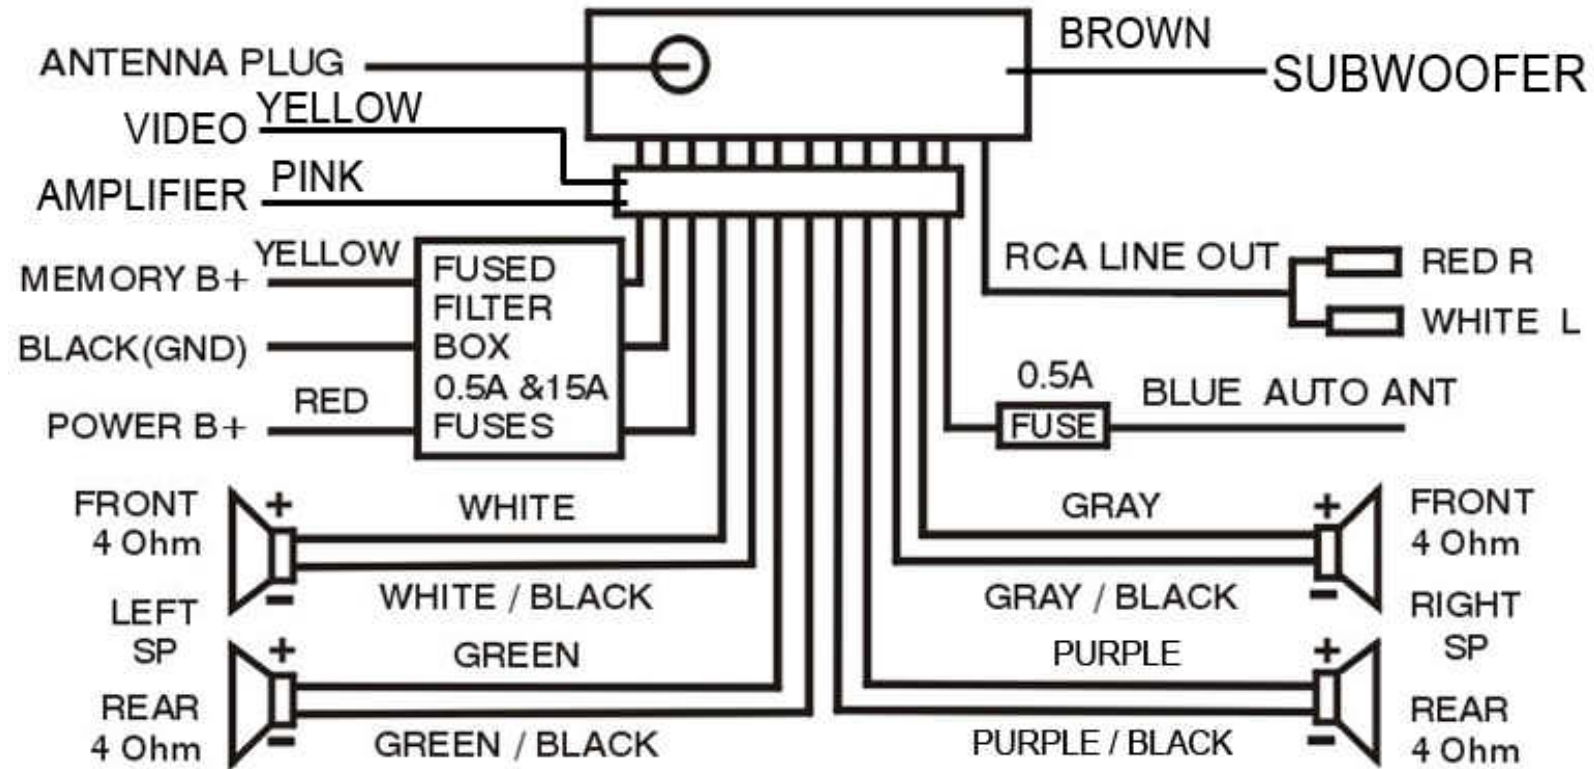 BROWN
ANTENNA PLUG
SUBWOOFER
VIDEO YELLOW
AMPLIFIER PINK
MEMORY B+ YELLOW
BLACK(GND)
POWER B+ RED
FUSED
FILTER
BOX
0.5A &15A
FUSES
RCA LINE OUT
RED R
WHITE L
0.5A
FUSE
BLUE AUTO ANT
FRONT
4 Ohm
+
-
WHITE
WHITE / BLACK
LEFT
SP
REAR
4 Ohm
+
-
GREEN
GREEN / BLACK
GRAY
GRAY / BLACK
+
-
FRONT
4 Ohm
RIGHT
SP
PURPLE
PURPLE / BLACK
+
-
REAR
4 Ohm